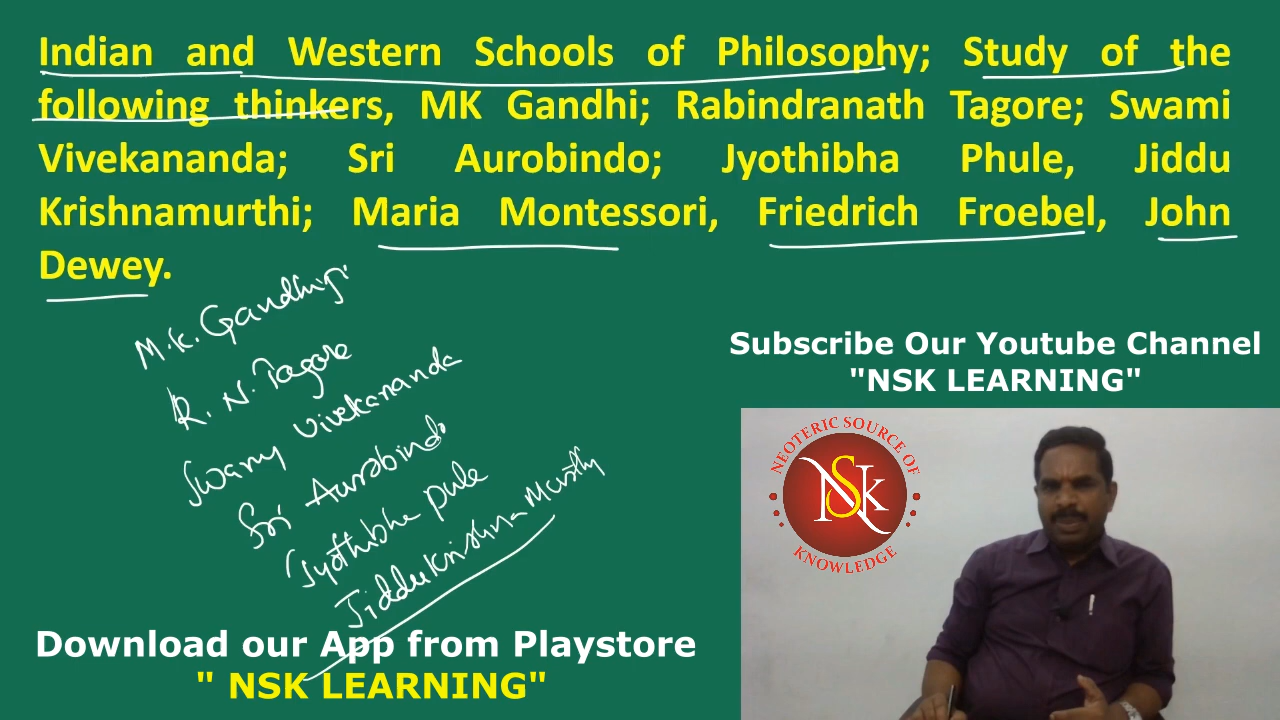 Indian and Western Schools of Philosophy; Study of the
following thinkers, MK Gandhi; Rabindranath Tagore; Swami
Vivekananda; Sri Aurobindo; Jyothibha Phule, Jiddu
Krishnamurthi; Maria Montessori, Friedrich Froebel, John
Dewey.
M.K. Gandhiji
R. N. Tagore
Swamy Vivekananda
Sri Aurobindo
Jyothibha pule
Jiddu Krishna Murthy
Subscribe Our Youtube Channel
"NSK LEARNING"
NEOTERIC SOURCE OF
NSK
KNOWLEDGE
Download our App from Playstore
" NSK LEARNING"